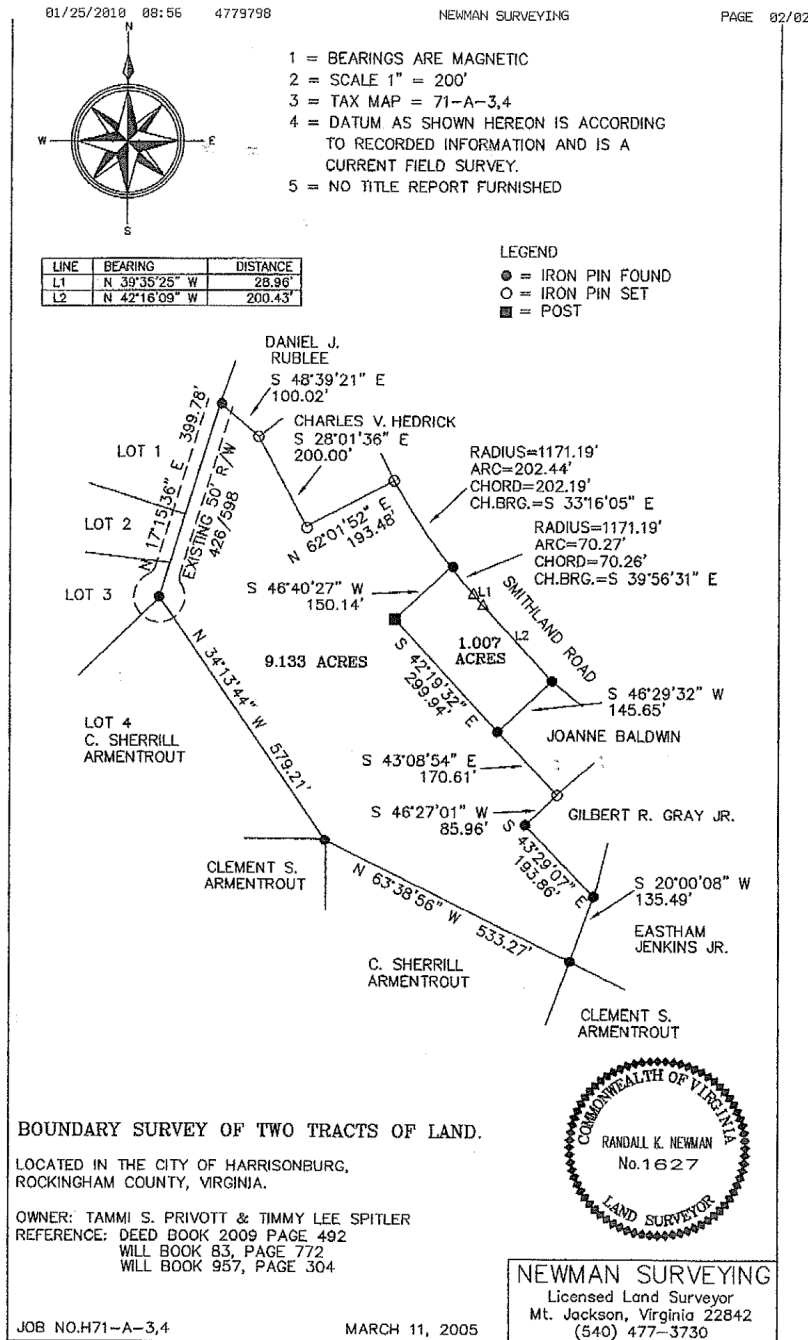 01/25/2010 08:56 4779798 NEWMAN SURVEYING PAGE 02/02
N
W
E
S
1 = BEARINGS ARE MAGNETIC
2 = SCALE 1" = 200'
3 = TAX MAP = 71-A-3,4
4 = DATUM AS SHOWN HEREON IS ACCORDING
TO RECORDED INFORMATION AND IS A
CURRENT FIELD SURVEY.
5 = NO TITLE REPORT FURNISHED
LINE BEARING DISTANCE
L1 N 39°35'25" W 28.96'
L2 N 42°16'09" W 200.43'
LEGEND
● = IRON PIN FOUND
○ = IRON PIN SET
■ = POST
DANIEL J.
RUBLEE
S 48°39'21" E
100.02'
CHARLES V. HEDRICK
S 28°01'36" E
200.00'
LOT 1
LOT 2
LOT 3
N 17°15'36" E 399.78'
EXISTING 50' R/W
426/598
N 62°01'52" E
193.48'
RADIUS=1171.19'
ARC=202.44'
CHORD=202.19'
CH.BRG.=S 33°16'05" E
RADIUS=1171.19'
ARC=70.27'
CHORD=70.26'
CH.BRG.=S 39°56'31" E
S 46°40'27" W
150.14'
L1
L2
SMITHLAND ROAD
9.133 ACRES
1.007
ACRES
S 42°19'32" E
299.94'
S 46°29'32" W
145.65'
N 34°13'44" W 579.21'
LOT 4
C. SHERRILL
ARMENTROUT
JOANNE BALDWIN
S 43°08'54" E
170.61'
S 46°27'01" W
85.96'
GILBERT R. GRAY JR.
S 43°29'07" E
193.86'
CLEMENT S.
ARMENTROUT
N 63°38'56" W 533.27'
S 20°00'08" W
135.49'
EASTHAM
JENKINS JR.
C. SHERRILL
ARMENTROUT
CLEMENT S.
ARMENTROUT
COMMONWEALTH OF VIRGINIA
RANDALL K. NEWMAN
No.1627
LAND SURVEYOR
BOUNDARY SURVEY OF TWO TRACTS OF LAND.
LOCATED IN THE CITY OF HARRISONBURG,
ROCKINGHAM COUNTY, VIRGINIA.
OWNER: TAMMI S. PRIVOTT & TIMMY LEE SPITLER
REFERENCE: DEED BOOK 2009 PAGE 492
WILL BOOK 83, PAGE 772
WILL BOOK 957, PAGE 304
JOB NO.H71-A-3,4 MARCH 11, 2005
NEWMAN SURVEYING
Licensed Land Surveyor
Mt. Jackson, Virginia 22842
(540) 477-3730